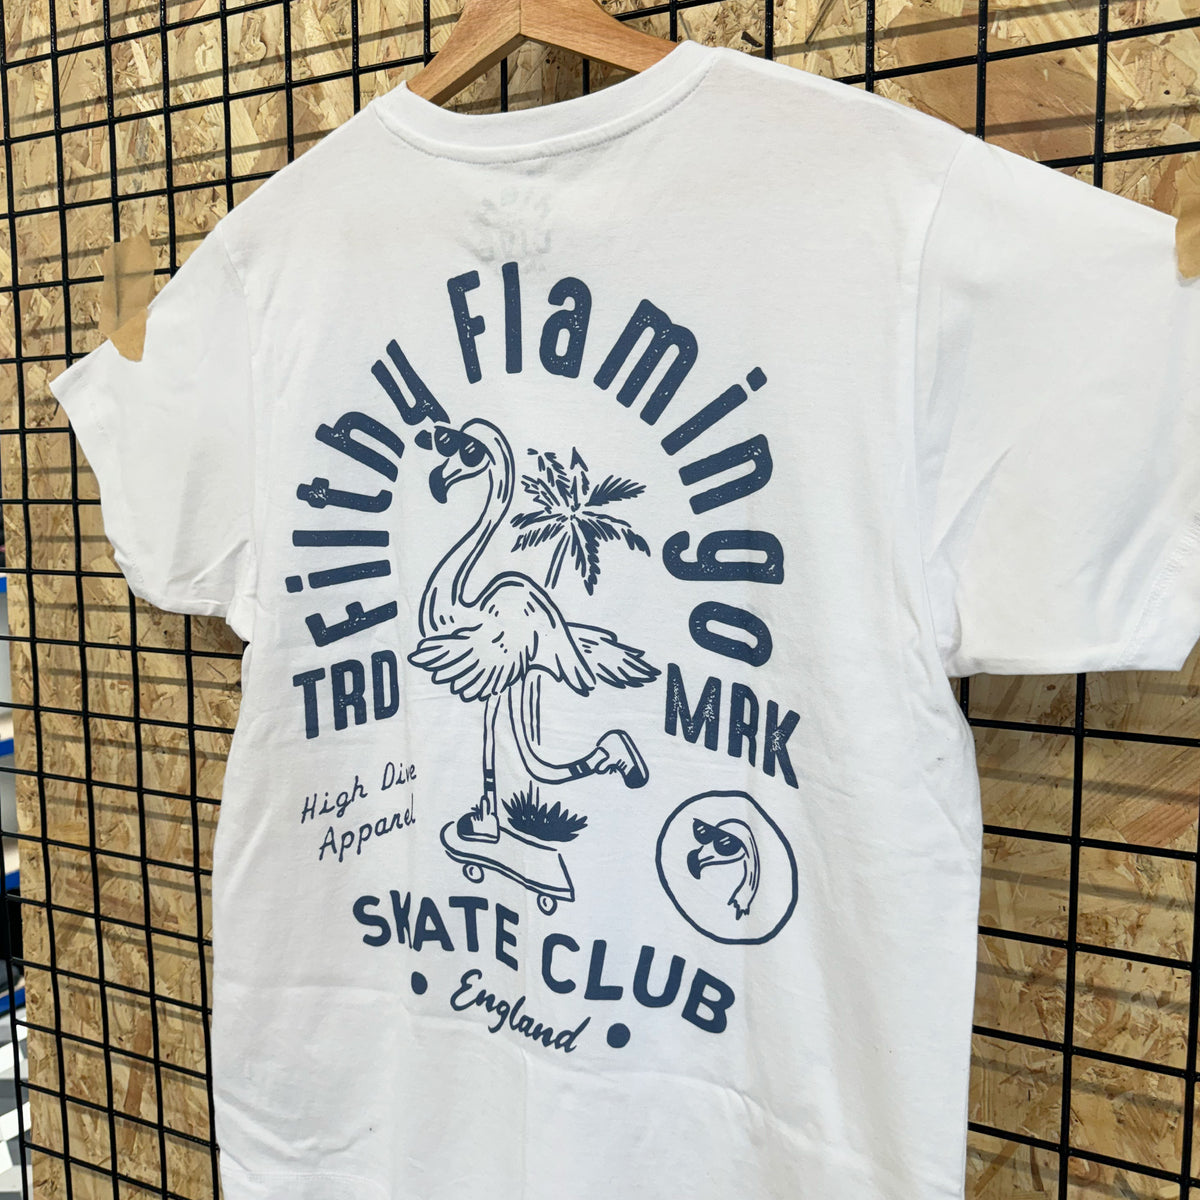 Filthy Flamingo
TRD MRK
High Dive
Apparel
SKATE CLUB
England